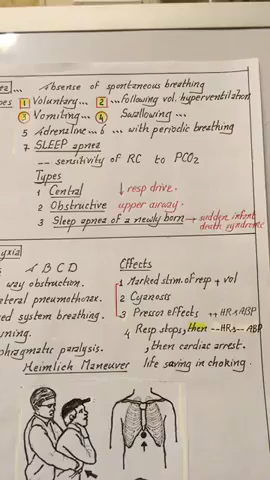 Absence of spontaneous breathing
1 Voluntary... 2 ...following vol. hyperventilation
3 Vomiting... 4 Swallowing...
5 Adrenaline.. 6 ... with periodic breathing
7 SLEEP apnea
-- sensitivity of RC to PCO2
Types
1 Central ↓ resp drive.
2 Obstructive upper airway.
3 Sleep apnea of a newly born → sudden infant
death syndrome
A B C D Effects
way obstruction. 1 Marked stim. of resp + vol
lateral pneumothorax. 2 Cyanosis
ed system breathing. 3 Pressor effects ++ HR & ABP
ning. 4 Resp stops, then -- HR & -- ABP
phragmatic paralysis. , then cardiac arrest.
Heimlich Maneuver life saving in choking.